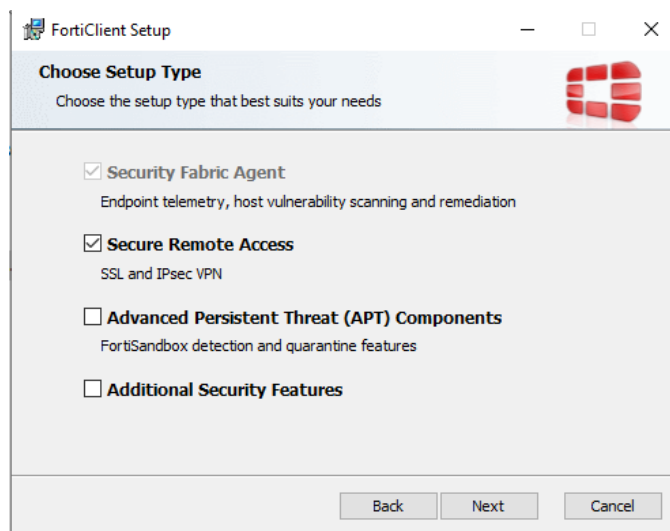 FortiClient Setup
Choose Setup Type
Choose the setup type that best suits your needs
Security Fabric Agent
Endpoint telemetry, host vulnerability scanning and remediation
Secure Remote Access
SSL and IPsec VPN
Advanced Persistent Threat (APT) Components
FortiSandbox detection and quarantine features
Additional Security Features
Back Next Cancel